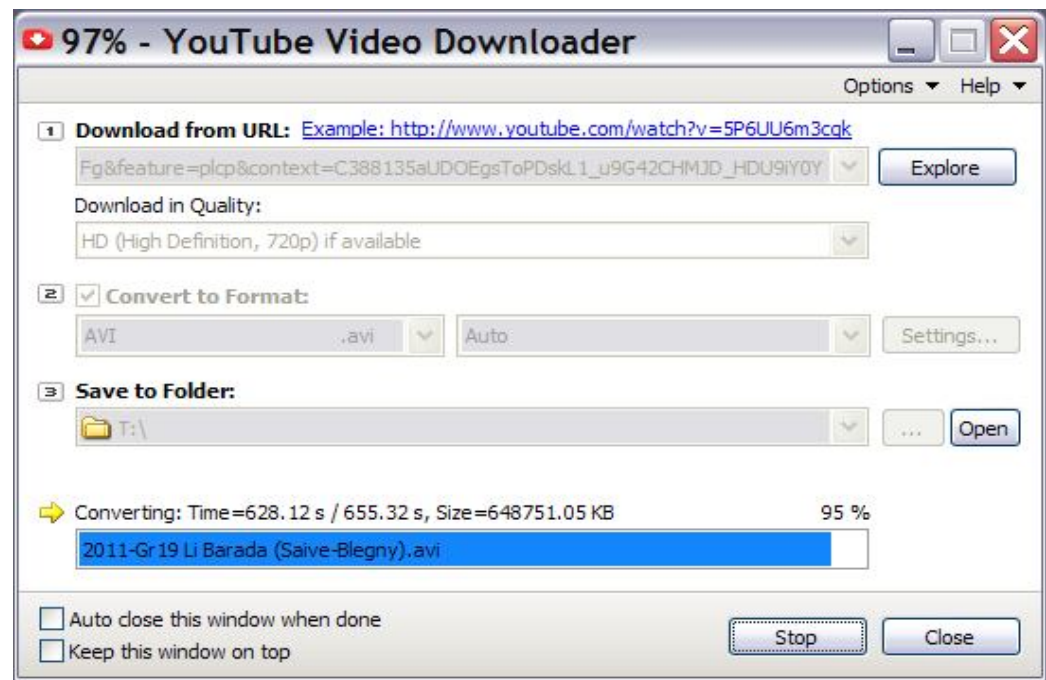 97% - YouTube Video Downloader
Options Help
1 Download from URL: Example: http://www.youtube.com/watch?v=5P6UU6m3cqk
Fg&feature=plcp&context=C388135aUDOEgsToPDskL1_u9G42CHMJD_HDU9iY0Y Explore
Download in Quality:
HD (High Definition, 720p) if available
2 Convert to Format:
AVI .avi Auto Settings...
3 Save to Folder:
T:\ ... Open
Converting: Time=628.12 s / 655.32 s, Size=648751.05 KB 95 %
2011-Gr19 Li Barada (Saive-Blegny).avi
Auto close this window when done
Keep this window on top
Stop Close